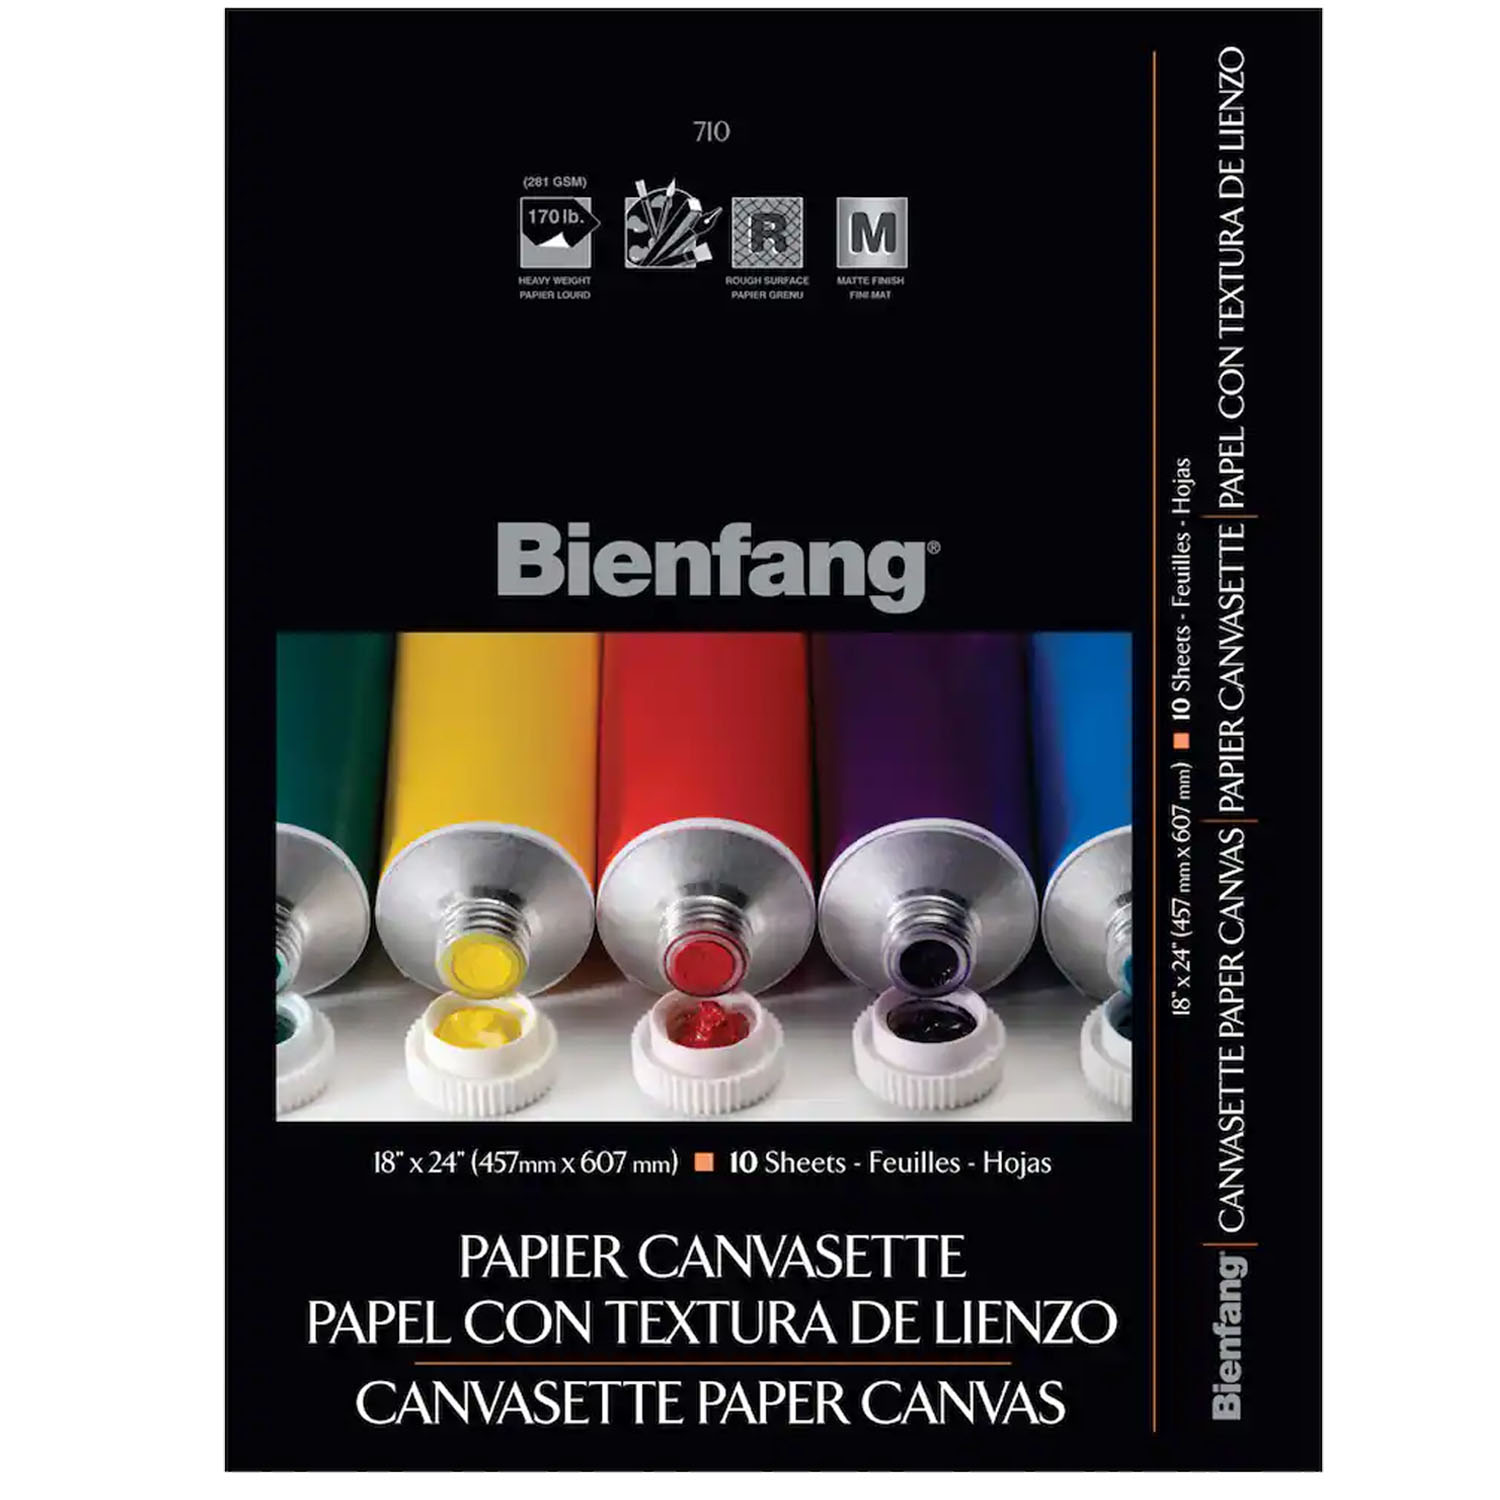 710
(281 GSM)
170 lb.
R
M
HEAVY WEIGHT
PAPIER LOURD
ROUGH SURFACE
PAPIER GRENU
MATTE FINISH
FINI MAT
Bienfang®
18" x 24" (457mm x 607 mm) ■ 10 Sheets - Feuilles - Hojas
PAPIER CANVASETTE
PAPEL CON TEXTURA DE LIENZO
CANVASETTE PAPER CANVAS
18" x 24" (457 mm x 607 mm) ■ 10 Sheets - Feuilles - Hojas
Bienfang® | CANVASETTE PAPER CANVAS | PAPIER CANVASETTE | PAPEL CON TEXTURA DE LIENZO